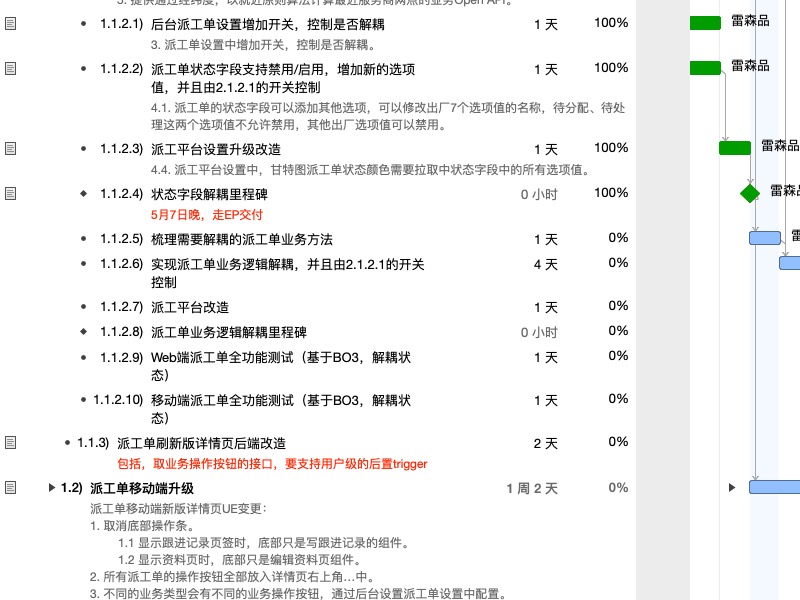 3. 提供通过经纬度，以就近原则算法计算最近服务商网点的业务Open API。
1.1.2.1) 后台派工单设置增加开关，控制是否解耦 1 天 100% 雷森品
3. 派工单设置中增加开关，控制是否解耦。
1.1.2.2) 派工单状态字段支持禁用/启用，增加新的选项 1 天 100% 雷森品
值，并且由2.1.2.1的开关控制
4.1. 派工单的状态字段可以添加其他选项，可以修改出厂7个选项值的名称，待分配、待处
理这两个选项值不允许禁用，其他出厂选项值可以禁用。
1.1.2.3) 派工平台设置升级改造 1 天 100% 雷森品
4.4. 派工平台设置中，甘特图派工单状态颜色需要拉取中状态字段中的所有选项值。
1.1.2.4) 状态字段解耦里程碑 0 小时 100% 雷森品
5月7日晚，走EP交付
1.1.2.5) 梳理需要解耦的派工单业务方法 1 天 0%
1.1.2.6) 实现派工单业务逻辑解耦，并且由2.1.2.1的开关 4 天 0%
控制
1.1.2.7) 派工平台改造 1 天 0%
1.1.2.8) 派工单业务逻辑解耦里程碑 0 小时 0%
1.1.2.9) Web端派工单全功能测试（基于BO3，解耦状 1 天 0%
态）
1.1.2.10) 移动端派工单全功能测试（基于BO3，解耦状 1 天 0%
态）
1.1.3) 派工单刷新版详情页后端改造 2 天 0%
包括，取业务操作按钮的接口，要支持用户级的后置trigger
1.2) 派工单移动端升级 1 周 2 天 0%
派工单移动端新版详情页UE变更：
1. 取消底部操作条。
1.1 显示跟进记录页签时，底部只是写跟进记录的组件。
1.2 显示资料页时，底部只是编辑资料页组件。
2. 所有派工单的操作按钮全部放入详情页右上角...中。
3. 不同的业务类型会有不同的业务操作按钮，通过后台设置派工单设置中配置。